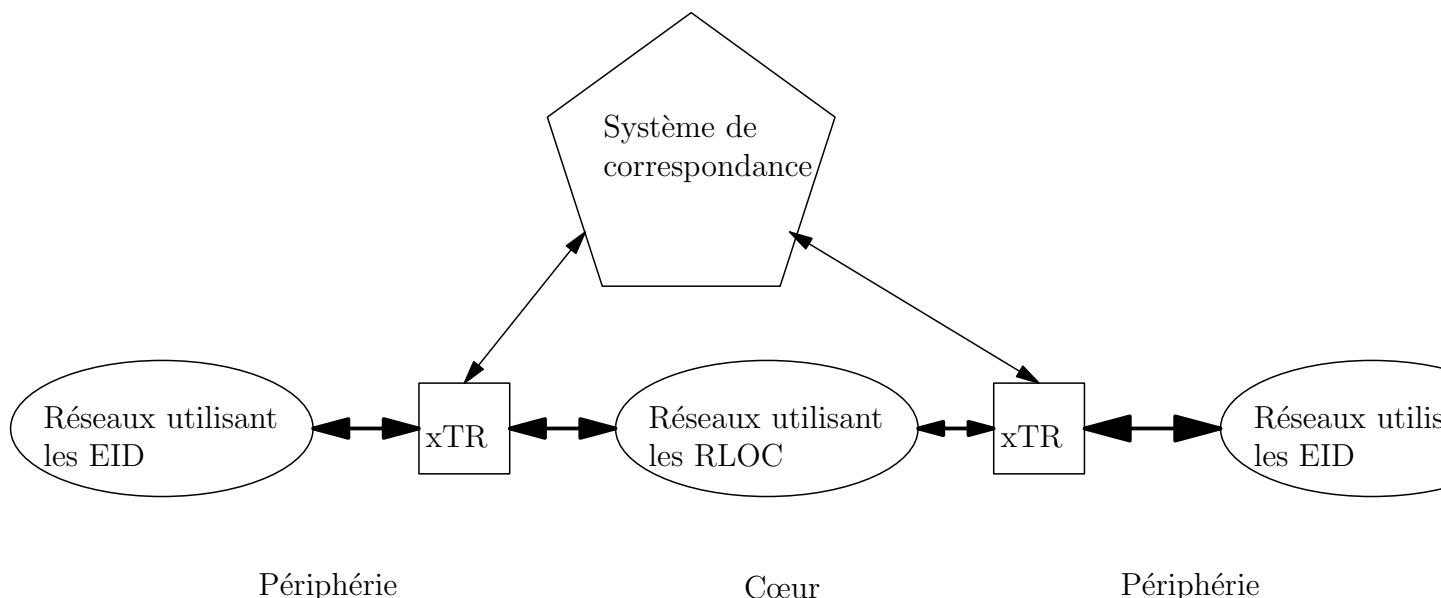 Système de
correspondance
Réseaux utilisant
les EID
xTR
Réseaux utilisant
les RLOC
xTR
les EID
Périphérie
Cœur
Périphérie